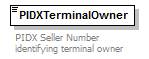 PIDXTerminalOwner
PIDX Seller Number
identifying terminal owner